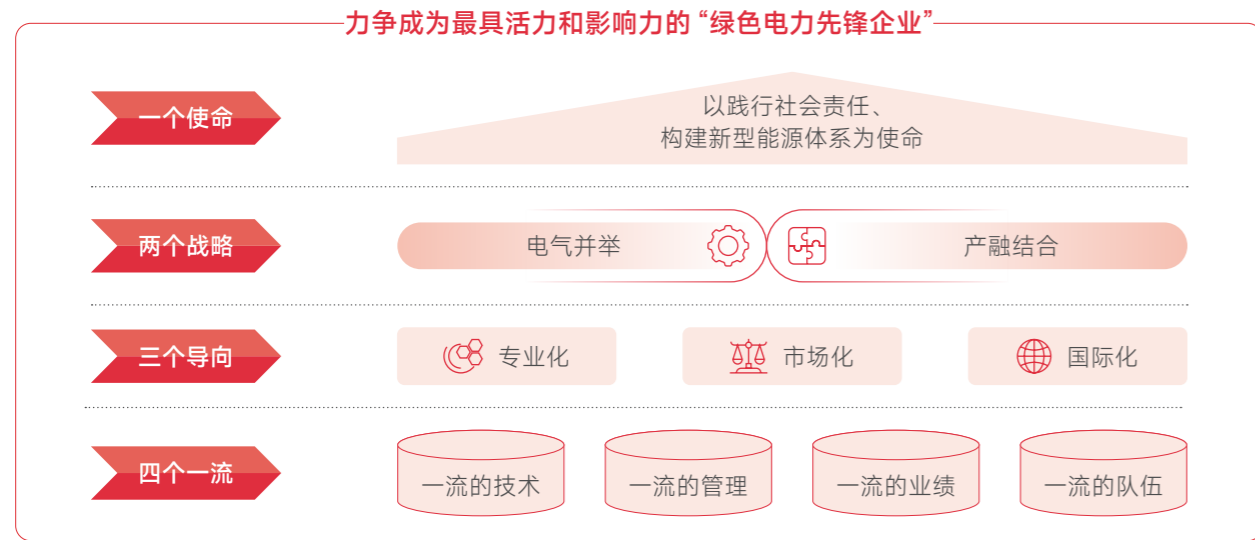 力争成为最具活力和影响力的 “绿色电力先锋企业”
一个使命
以践行社会责任、
构建新型能源体系为使命
两个战略
电气并举
产融结合
三个导向
专业化
市场化
国际化
四个一流
一流的技术
一流的管理
一流的业绩
一流的队伍